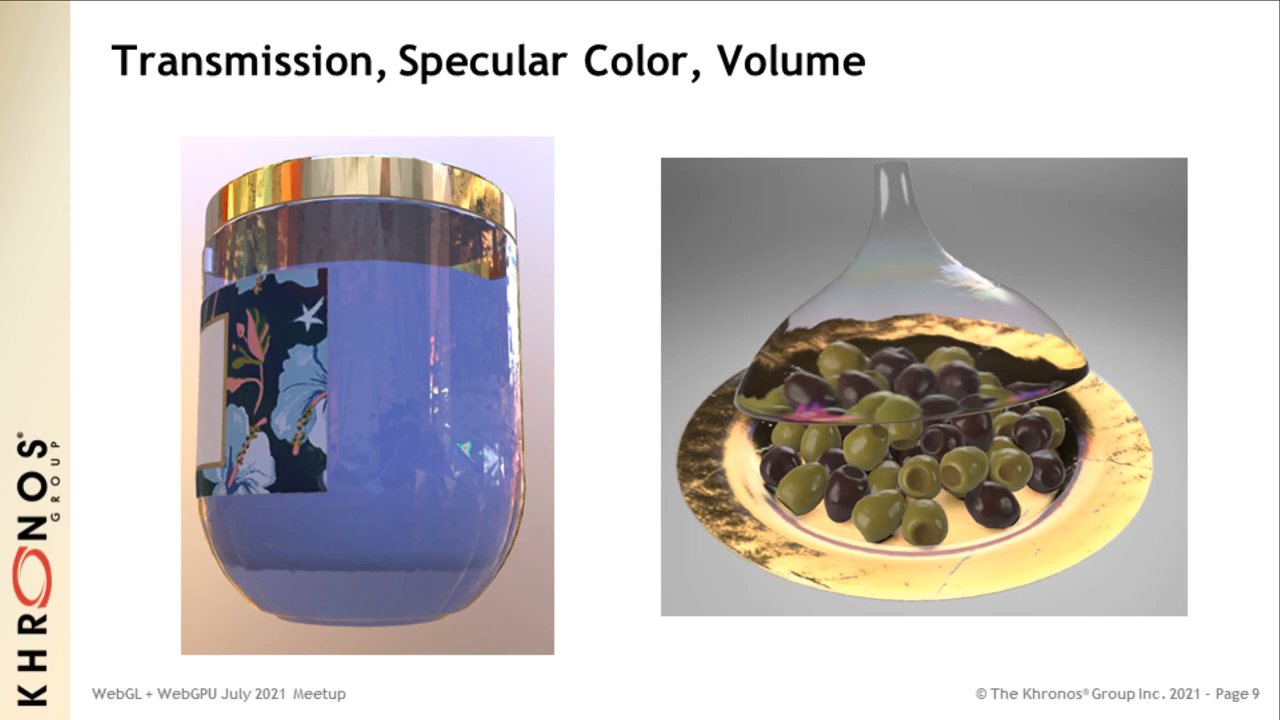 Transmission, Specular Color, Volume
KHRONOS®
GROUP
WebGL + WebGPU July 2021 Meetup
© The Khronos® Group Inc. 2021 - Page 9